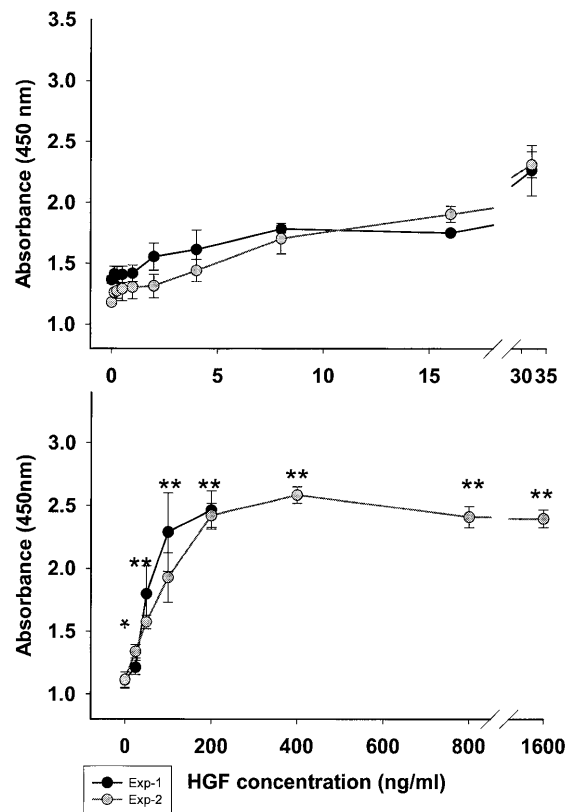 3.5
3.0
2.5
2.0
1.5
1.0
Absorbance (450 nm)
0 5 10 15 30 35
3.0
2.5
2.0
1.5
1.0
Absorbance (450nm)
* ** ** ** ** ** **
0 200 400 600 800 1600
HGF concentration (ng/ml)
Exp-1
Exp-2